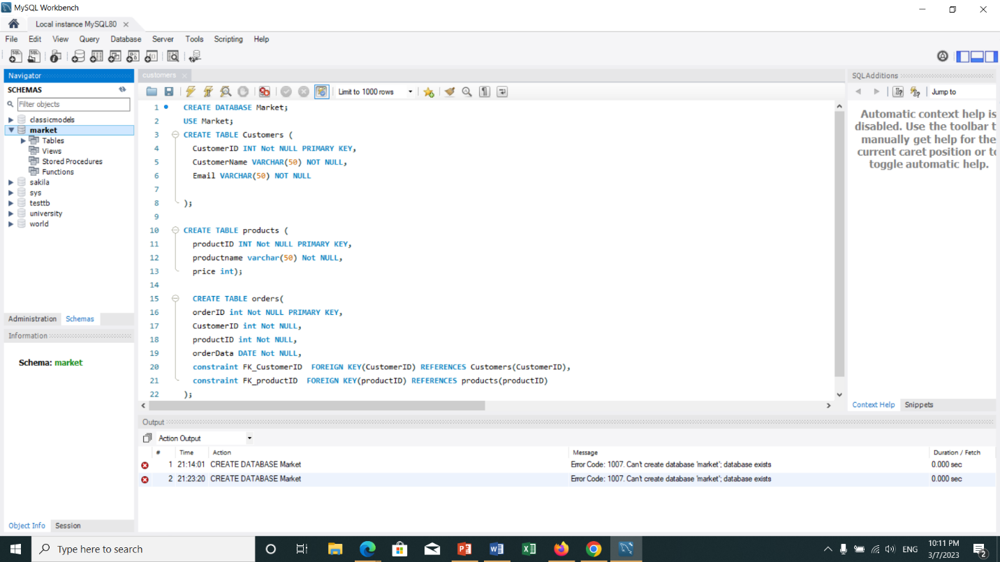 MySQL Workbench
Local instance MySQL80
File Edit View Query Database Server Tools Scripting Help
Navigator
SCHEMAS
Filter objects
classicmodels
market
Tables
Views
Stored Procedures
Functions
sakila
sys
testtb
university
world
Administration Schemas
Information
Schema: market
Object Info Session
customers
Limit to 1000 rows
1 CREATE DATABASE Market;
2 USE Market;
3 CREATE TABLE Customers (
4 CustomerID INT Not NULL PRIMARY KEY,
5 CustomerName VARCHAR(50) NOT NULL,
6 Email VARCHAR(50) NOT NULL
7
8 );
9
10 CREATE TABLE products (
11 productID INT Not NULL PRIMARY KEY,
12 productname varchar(50) Not NULL,
13 price int);
14
15 CREATE TABLE orders(
16 orderID int Not NULL PRIMARY KEY,
17 CustomerID int Not NULL,
18 productID int Not NULL,
19 orderData DATE Not NULL,
20 constraint FK_CustomerID FOREIGN KEY(CustomerID) REFERENCES Customers(CustomerID),
21 constraint FK_productID FOREIGN KEY(productID) REFERENCES products(productID)
22 );
SQLAdditions
Jump to
Automatic context help is
disabled. Use the toolbar t
manually get help for the
current caret position or to
toggle automatic help.
Context Help Snippets
Output
Action Output
# Time Action Message Duration / Fetch
1 21:14:01 CREATE DATABASE Market Error Code: 1007. Can't create database 'market'; database exists 0.000 sec
2 21:23:20 CREATE DATABASE Market Error Code: 1007. Can't create database 'market'; database exists 0.000 sec
Type here to search
ENG
10:11 PM
3/7/2023
2